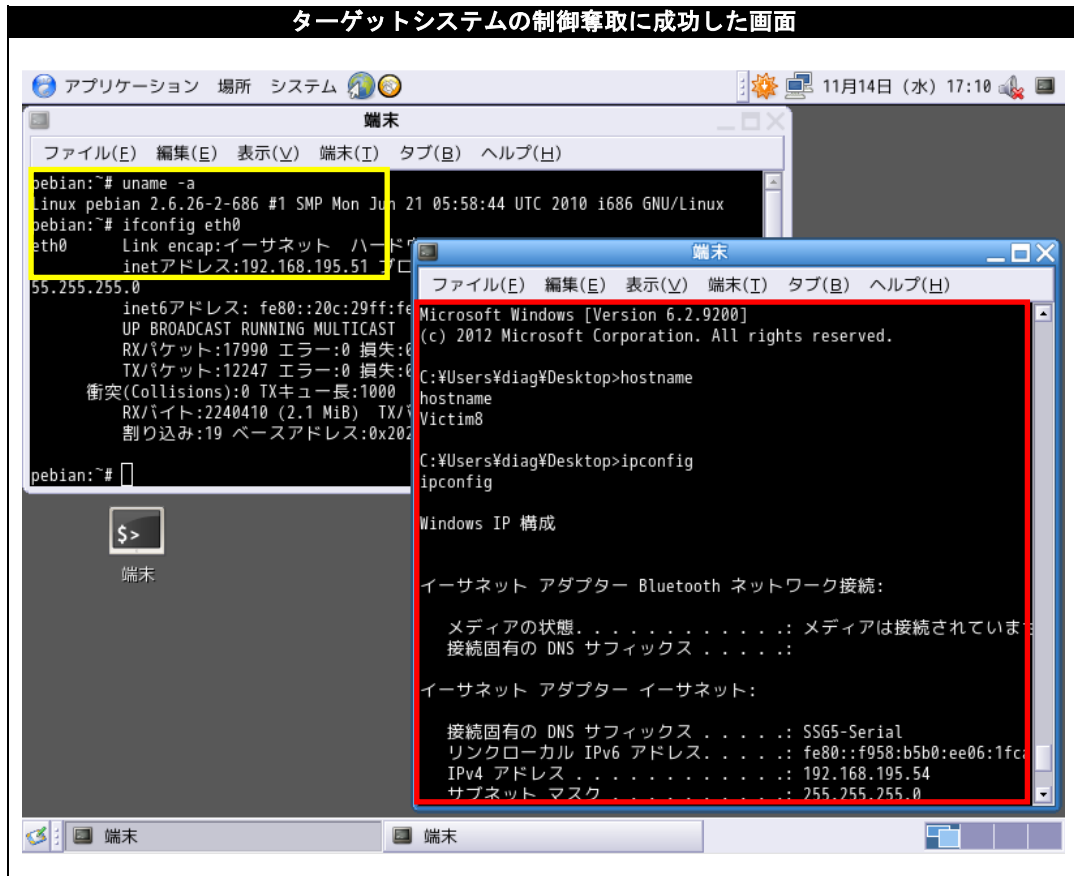 ターゲットシステムの制御奪取に成功した画面
アプリケーション 場所 システム 11月14日 (水) 17:10
端末
ファイル(F) 編集(E) 表示(V) 端末(T) タブ(B) ヘルプ(H)
pebian:~# uname -a
Linux pebian 2.6.26-2-686 #1 SMP Mon Jun 21 05:58:44 UTC 2010 i686 GNU/Linux
pebian:~# ifconfig eth0
eth0 Link encap:イーサネット ハードウ
inetアドレス:192.168.195.51 ブロ
55.255.255.0
inet6アドレス: fe80::20c:29ff:fe
UP BROADCAST RUNNING MULTICAST
RXパケット:17990 エラー:0 損失:0
TXパケット:12247 エラー:0 損失:0
衝突(Collisions):0 TXキュー長:1000
RXバイト:2240410 (2.1 MiB) TXバ
割り込み:19 ベースアドレス:0x202
pebian:~#
端末
端末
ファイル(F) 編集(E) 表示(V) 端末(T) タブ(B) ヘルプ(H)
Microsoft Windows [Version 6.2.9200]
(c) 2012 Microsoft Corporation. All rights reserved.
C:¥Users¥diag¥Desktop>hostname
hostname
Victim8
C:¥Users¥diag¥Desktop>ipconfig
ipconfig
Windows IP 構成
イーサネット アダプター Bluetooth ネットワーク接続:
メディアの状態. . . . . . . . . . . .: メディアは接続されていませ
接続固有の DNS サフィックス . . . . .:
イーサネット アダプター イーサネット:
接続固有の DNS サフィックス . . . . .: SSG5-Serial
リンクローカル IPv6 アドレス. . . . .: fe80::f958:b5b0:ee06:1fca
IPv4 アドレス . . . . . . . . . . . .: 192.168.195.54
サブネット マスク . . . . . . . . . .: 255.255.255.0
端末 端末